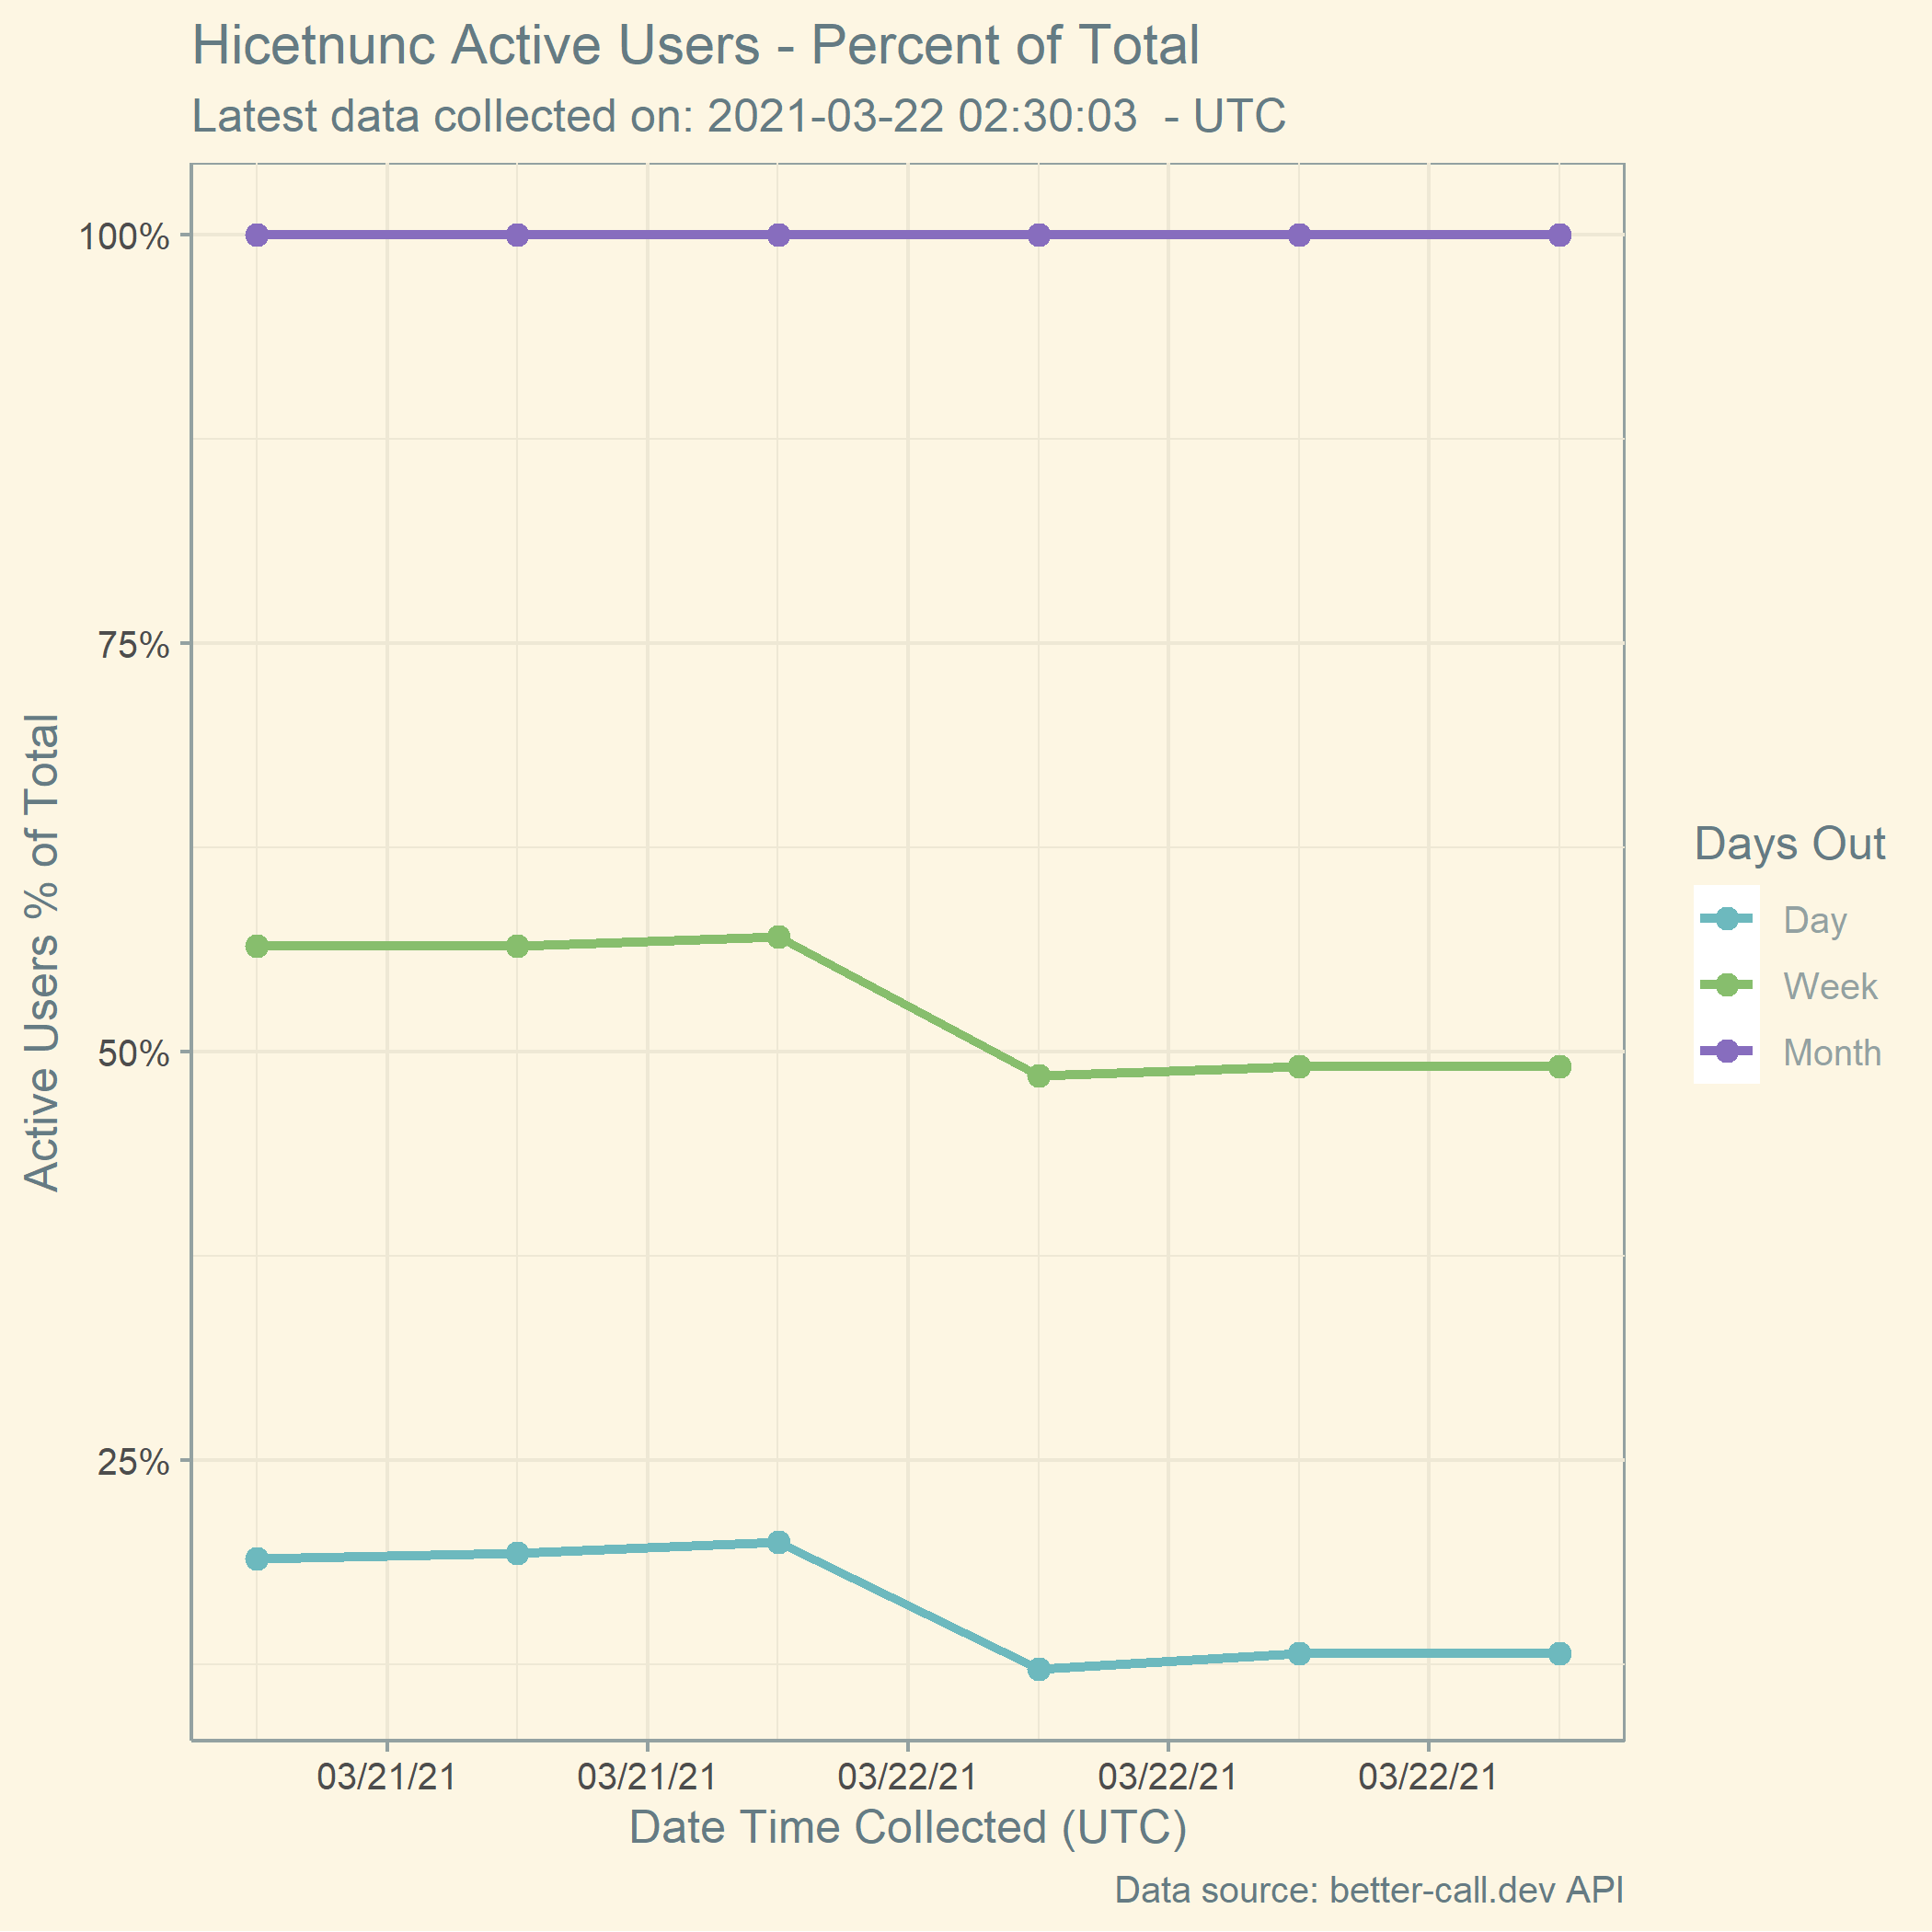 Hicetnunc Active Users - Percent of Total
Latest data collected on: 2021-03-22 02:30:03  - UTC
100%
75%
50%
25%
Active Users % of Total
03/21/21 03/21/21 03/22/21 03/22/21 03/22/21
Date Time Collected (UTC)
Days Out
Day
Week
Month
Data source: better-call.dev API